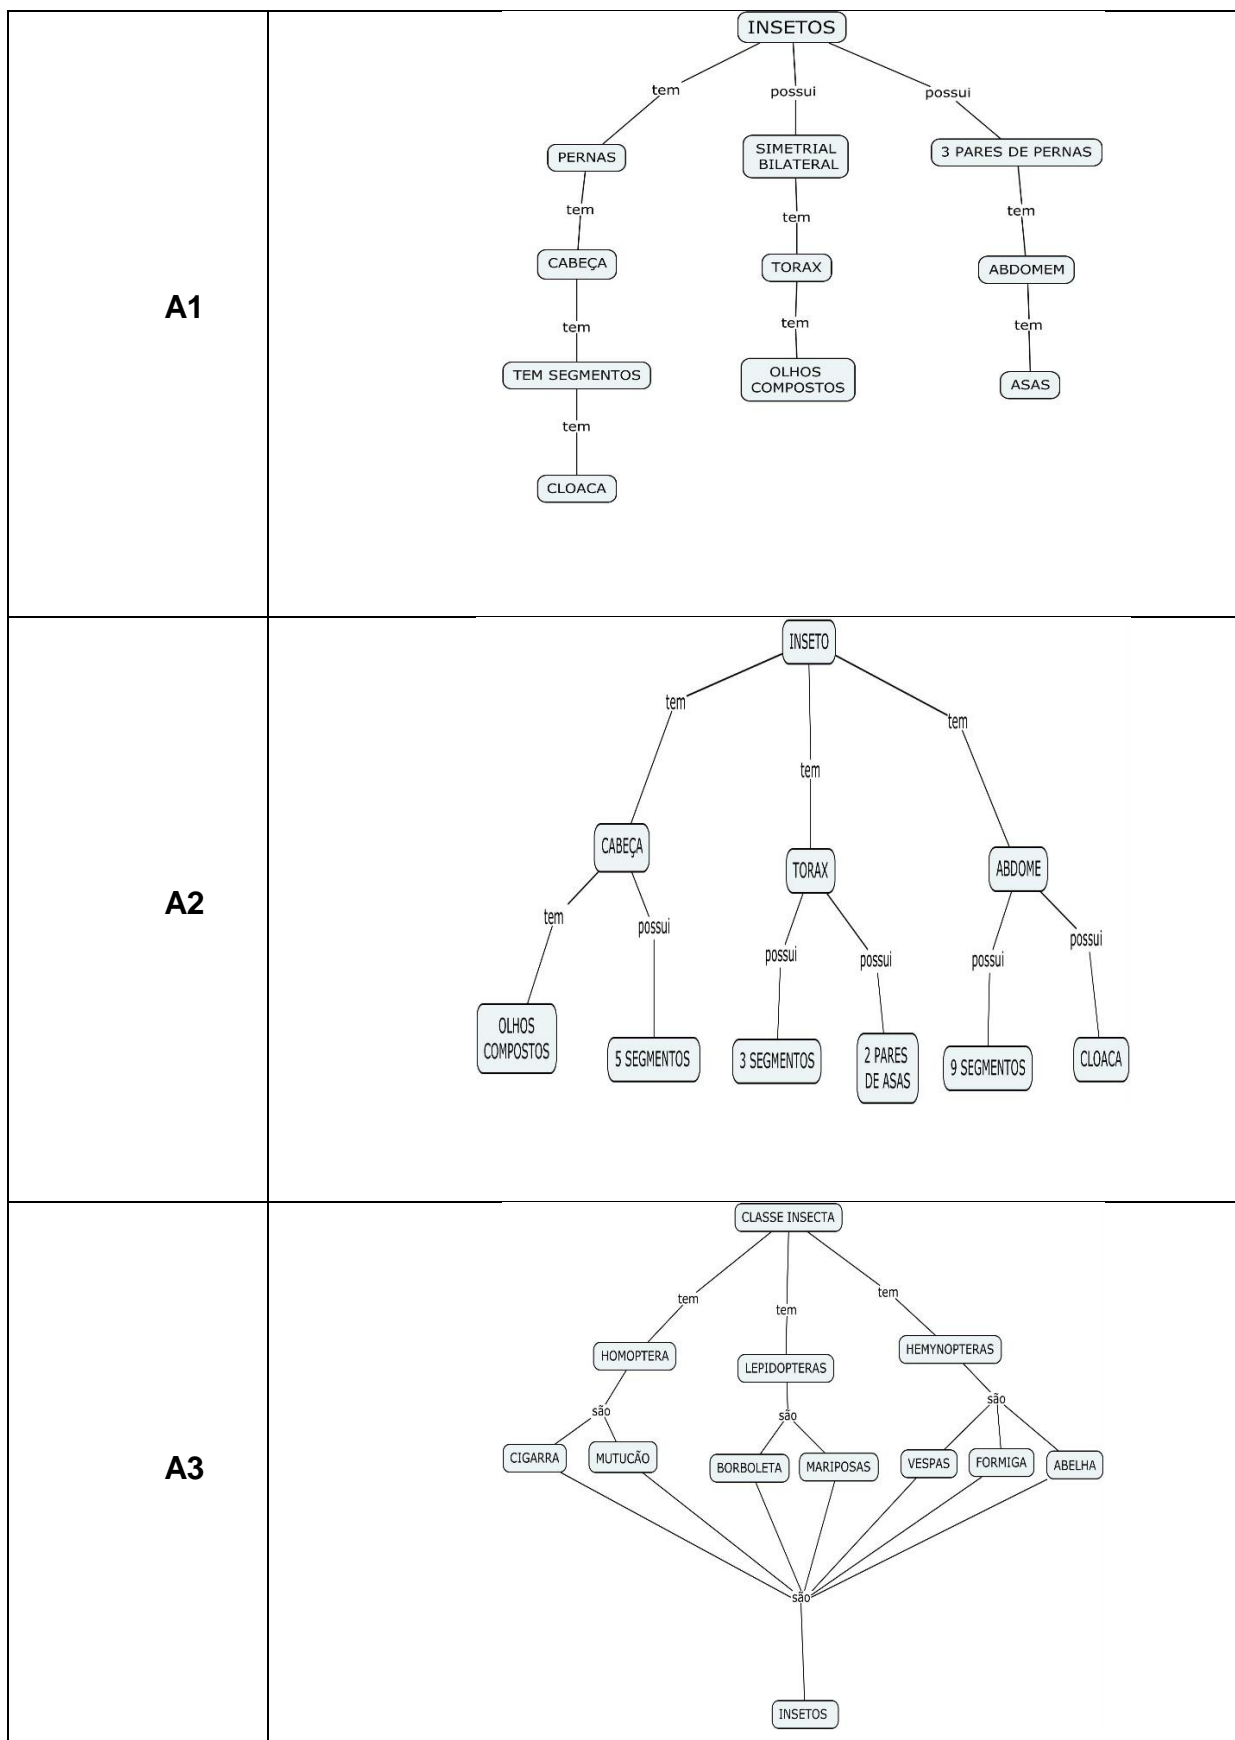 INSETOS
tem
possui
possui
PERNAS
SIMETRIAL
BILATERAL
3 PARES DE PERNAS
tem
tem
tem
CABEÇA
TORAX
ABDOMEM
A1
tem
tem
tem
TEM SEGMENTOS
OLHOS
COMPOSTOS
ASAS
tem
CLOACA
INSETO
tem
tem
tem
CABEÇA
TORAX
ABDOME
A2
tem
possui
possui
possui
possui
possui
OLHOS
COMPOSTOS
5 SEGMENTOS
3 SEGMENTOS
2 PARES
DE ASAS
9 SEGMENTOS
CLOACA
CLASSE INSECTA
tem
tem
tem
HOMOPTERA
LEPIDOPTERAS
HEMYNOPTERAS
são
são
são
A3
CIGARRA
MUTUCÃO
BORBOLETA
MARIPOSAS
VESPAS
FORMIGA
ABELHA
são
INSETOS